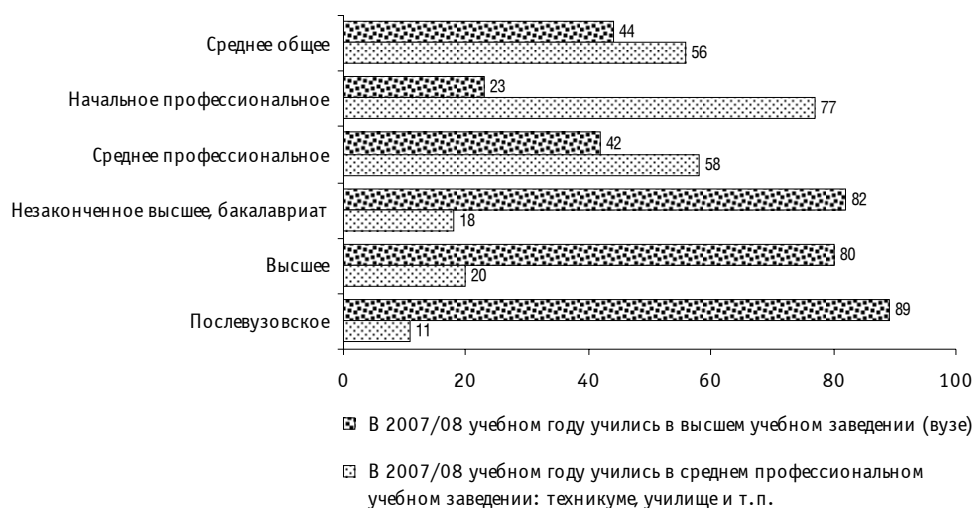 Среднее общее
44
56
Начальное профессиональное
23
77
Среднее профессиональное
42
58
Незаконченное высшее, бакалавриат
82
18
Высшее
80
20
Послевузовское
89
11
0 20 40 60 80 100
В 2007/08 учебном году учились в высшем учебном заведении (вузе)
В 2007/08 учебном году учились в среднем профессиональном
учебном заведении: техникуме, училище и т.п.